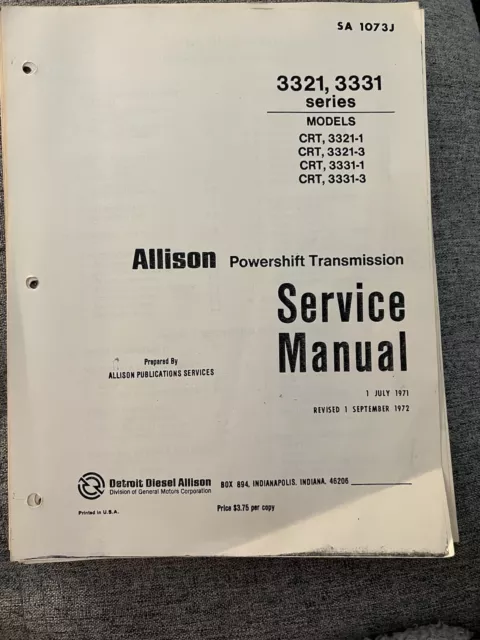 SA 1073J
3321, 3331
series
MODELS
CRT, 3321-1
CRT, 3321-3
CRT, 3331-1
CRT, 3331-3
Allison Powershift Transmission
Service
Manual
Prepared By
ALLISON PUBLICATIONS SERVICES
1 JULY 1971
REVISED 1 SEPTEMBER 1972
Detroit Diesel Allison
Division of General Motors Corporation
BOX 894, INDIANAPOLIS, INDIANA, 46206
Printed in U.S.A.
Price $3.75 per copy